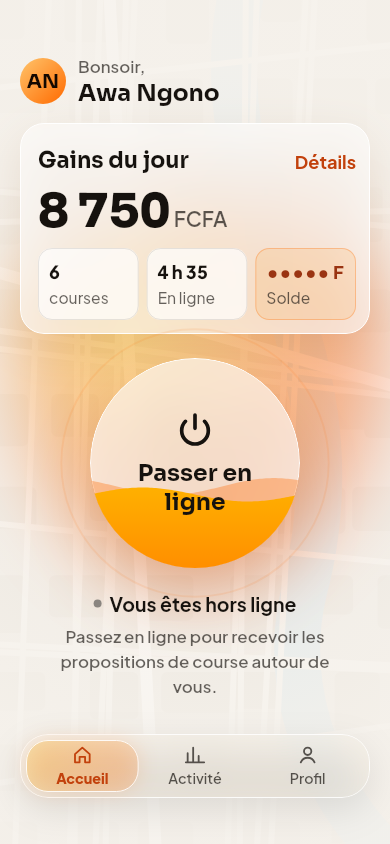 AN
Bonsoir,
Awa Ngono
Gains du jour
Détails
8 750 FCFA
6
courses
4 h 35
En ligne
●●●●● F
Solde
Passer en
ligne
Vous êtes hors ligne
Passez en ligne pour recevoir les
propositions de course autour de
vous.
Accueil
Activité
Profil